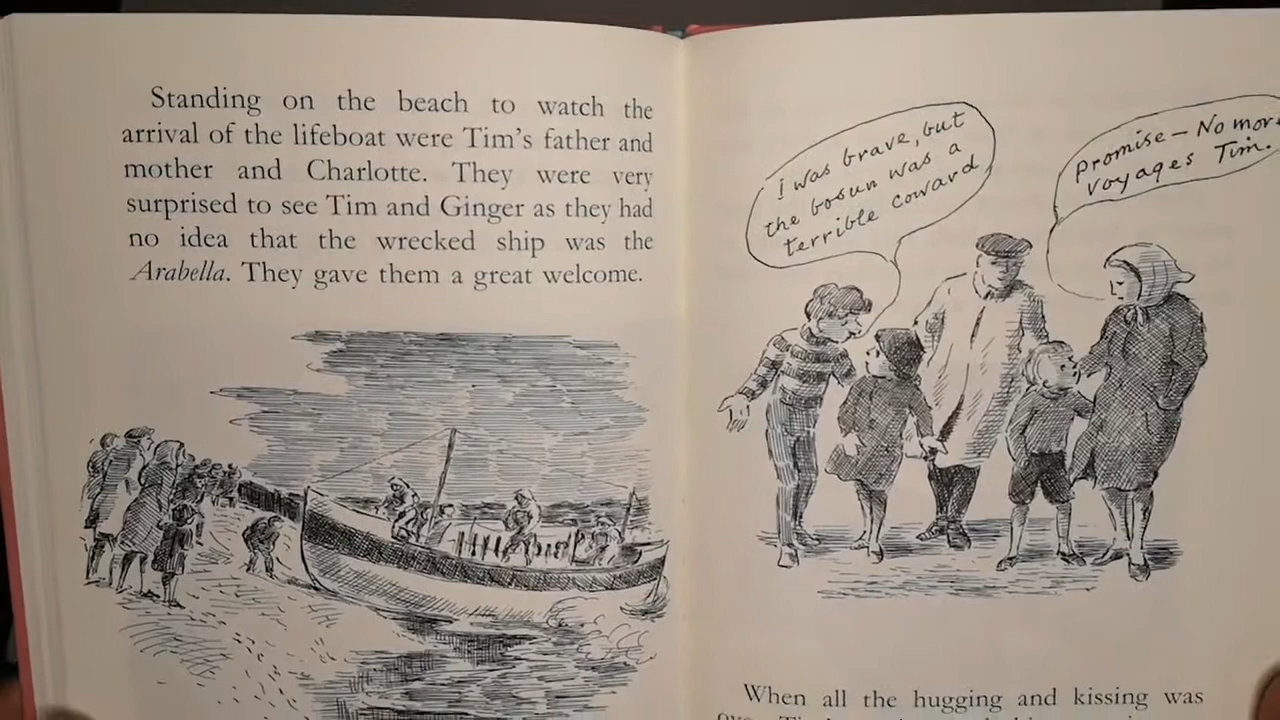 Standing on the beach to watch the
arrival of the lifeboat were Tim's father and
mother and Charlotte. They were very
surprised to see Tim and Ginger as they had
no idea that the wrecked ship was the
Arabella. They gave them a great welcome.
I was brave, but
the bosun was a
terrible coward
Promise – No more
voyages Tim.
When all the hugging and kissing was